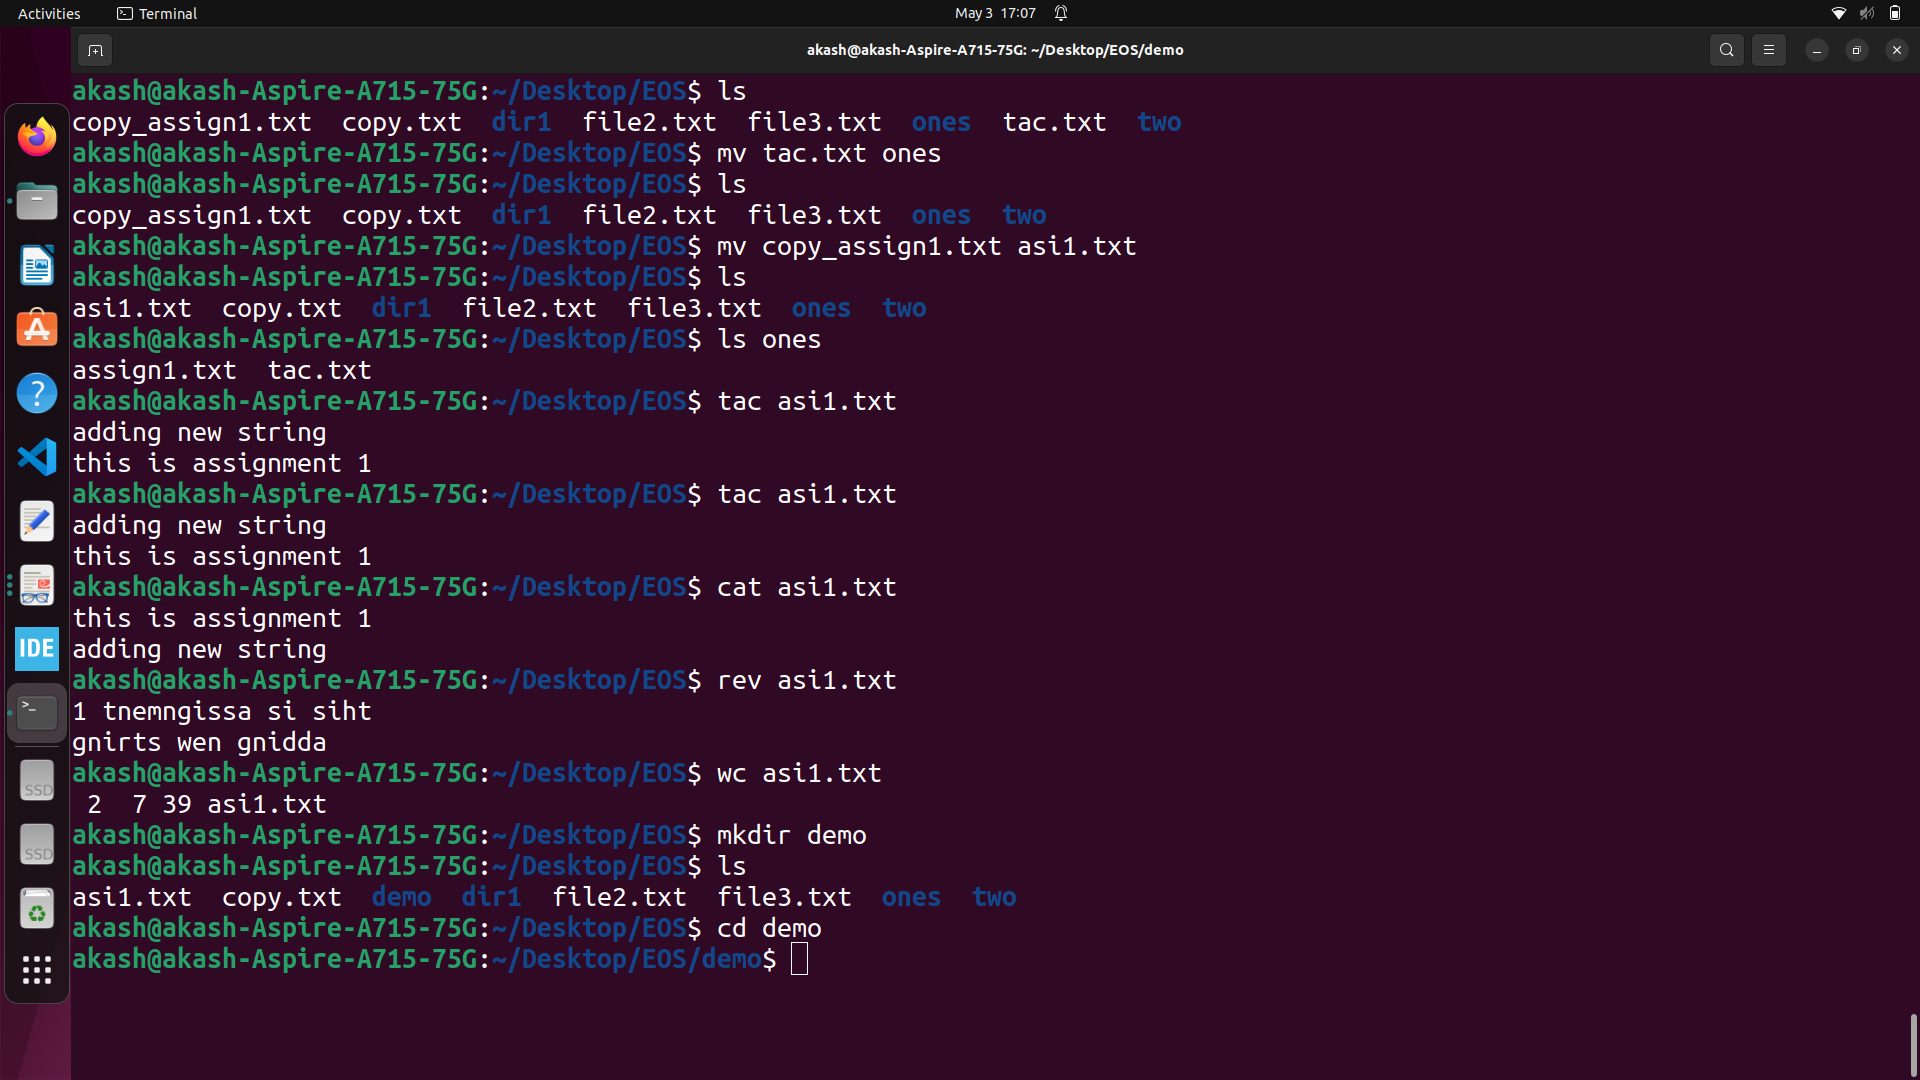 Activities Terminal May 3 17:07
akash@akash-Aspire-A715-75G: ~/Desktop/EOS/demo
akash@akash-Aspire-A715-75G:~/Desktop/EOS$ ls
copy_assign1.txt copy.txt dir1 file2.txt file3.txt ones tac.txt two
akash@akash-Aspire-A715-75G:~/Desktop/EOS$ mv tac.txt ones
akash@akash-Aspire-A715-75G:~/Desktop/EOS$ ls
copy_assign1.txt copy.txt dir1 file2.txt file3.txt ones two
akash@akash-Aspire-A715-75G:~/Desktop/EOS$ mv copy_assign1.txt asi1.txt
akash@akash-Aspire-A715-75G:~/Desktop/EOS$ ls
asi1.txt copy.txt dir1 file2.txt file3.txt ones two
akash@akash-Aspire-A715-75G:~/Desktop/EOS$ ls ones
assign1.txt tac.txt
akash@akash-Aspire-A715-75G:~/Desktop/EOS$ tac asi1.txt
adding new string
this is assignment 1
akash@akash-Aspire-A715-75G:~/Desktop/EOS$ tac asi1.txt
adding new string
this is assignment 1
akash@akash-Aspire-A715-75G:~/Desktop/EOS$ cat asi1.txt
this is assignment 1
adding new string
akash@akash-Aspire-A715-75G:~/Desktop/EOS$ rev asi1.txt
1 tnemngissa si siht
gnirts wen gnidda
akash@akash-Aspire-A715-75G:~/Desktop/EOS$ wc asi1.txt
2 7 39 asi1.txt
akash@akash-Aspire-A715-75G:~/Desktop/EOS$ mkdir demo
akash@akash-Aspire-A715-75G:~/Desktop/EOS$ ls
asi1.txt copy.txt demo dir1 file2.txt file3.txt ones two
akash@akash-Aspire-A715-75G:~/Desktop/EOS$ cd demo
akash@akash-Aspire-A715-75G:~/Desktop/EOS/demo$
IDE
SSD
SSD